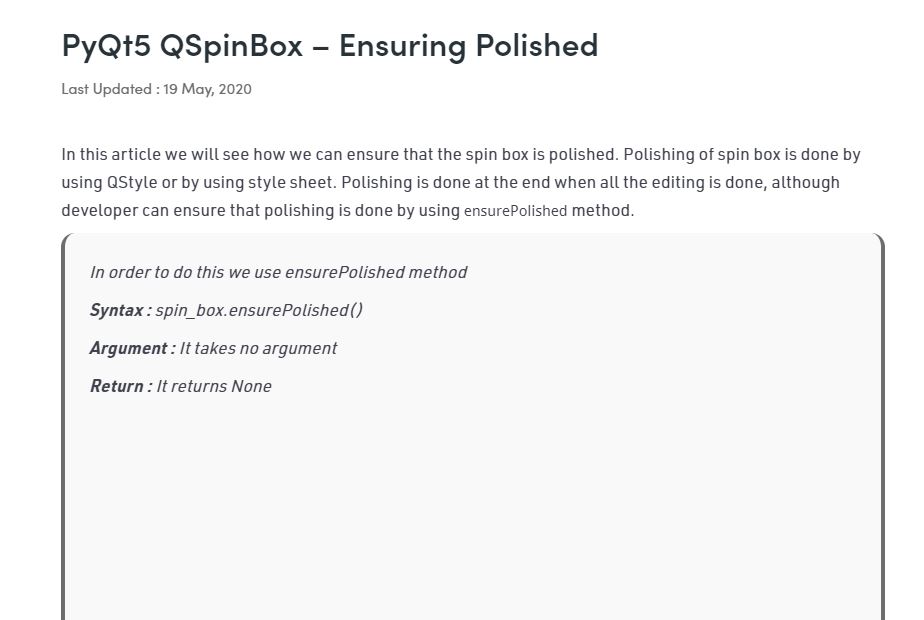 PyQt5 QSpinBox – Ensuring Polished
Last Updated : 19 May, 2020
In this article we will see how we can ensure that the spin box is polished. Polishing of spin box is done by
using QStyle or by using style sheet. Polishing is done at the end when all the editing is done, although
developer can ensure that polishing is done by using ensurePolished method.
In order to do this we use ensurePolished method
Syntax : spin_box.ensurePolished()
Argument : It takes no argument
Return : It returns None